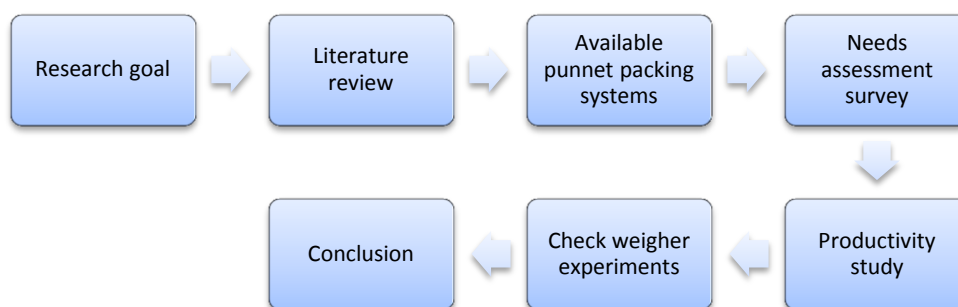 Research goal
Literature
review
Available
punnet packing
systems
Needs
assessment
survey
Productivity
study
Check weigher
experiments
Conclusion